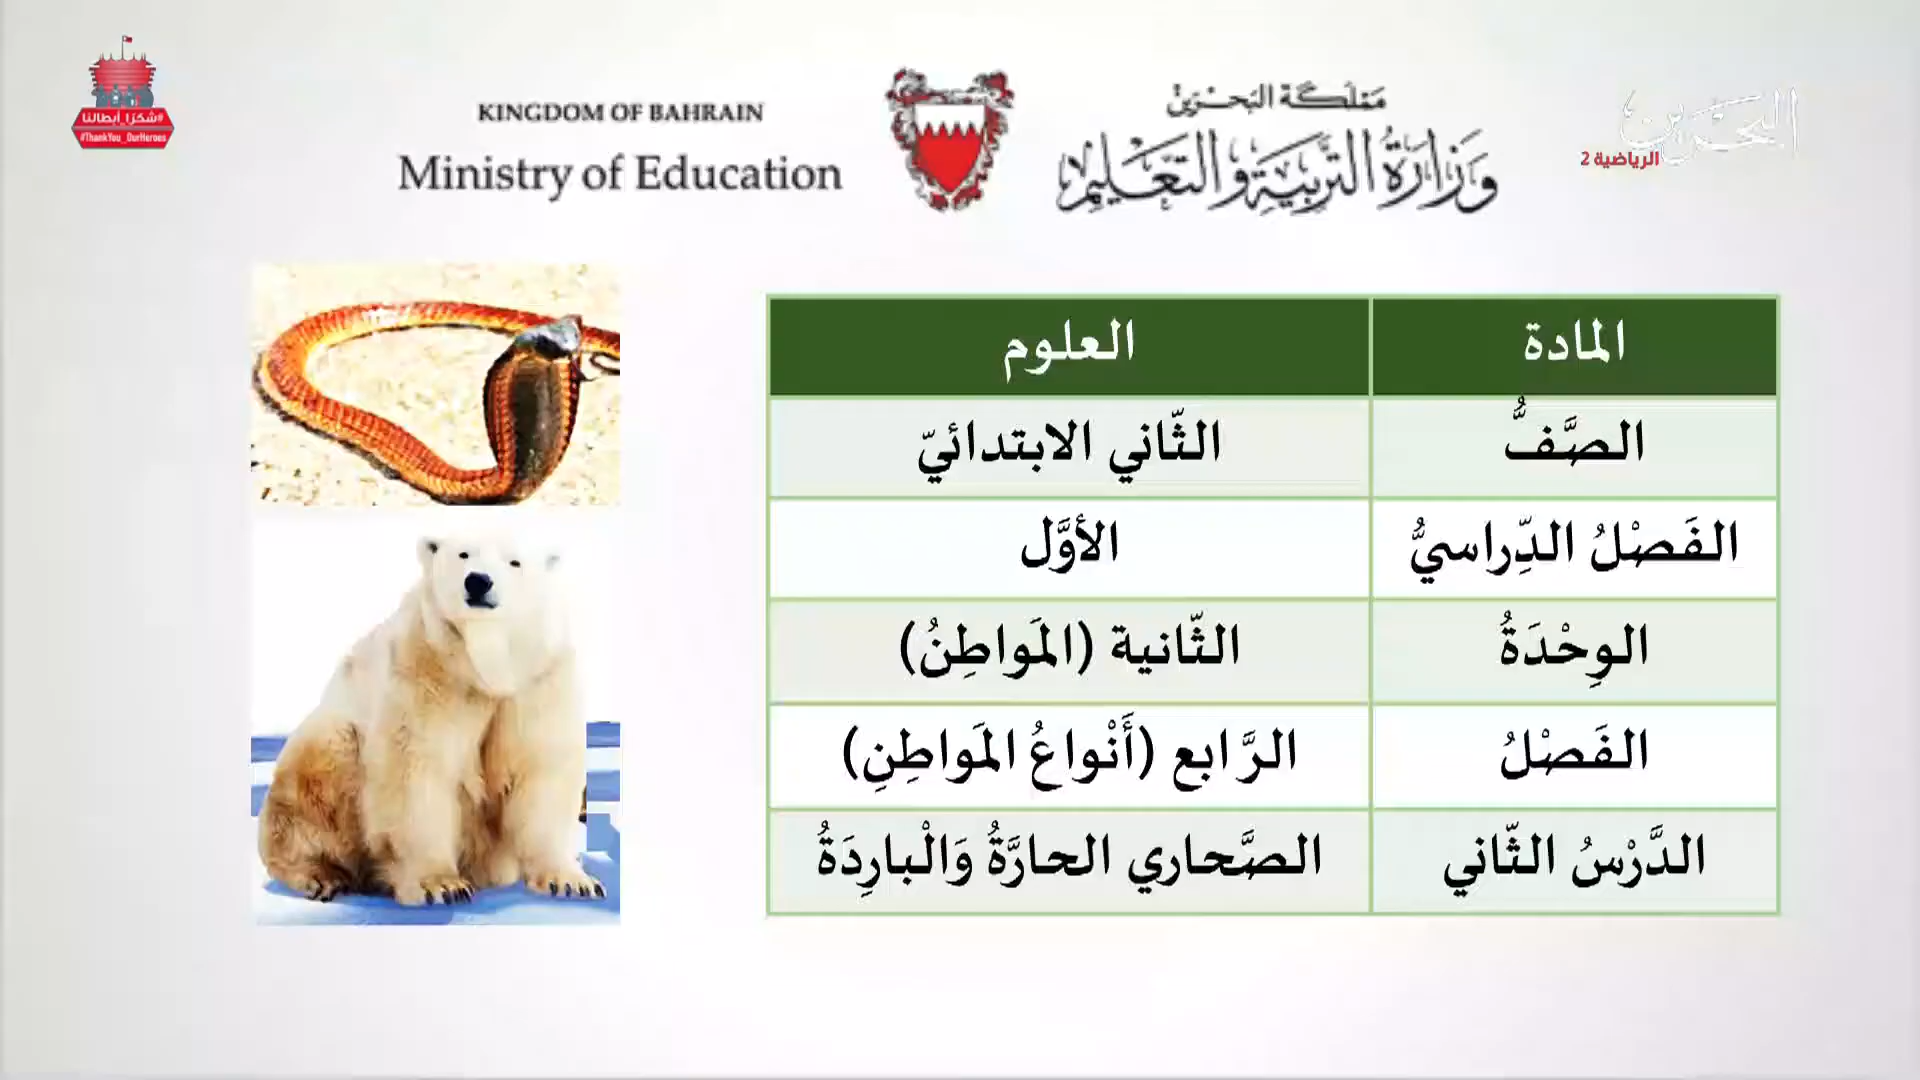 #شكرا_أبطالنا
#ThankYou_OurHeroes
KINGDOM OF BAHRAIN
Ministry of Education
مملكة البحرين
وزارة التربية والتعليم
البحرين
الرياضية 2
المادة العلوم
الصَّفُّ الثّاني الابتدائيّ
الفَصْلُ الدِّراسيُّ الأوَّل
الوِحْدَةُ الثّانية (المَواطِنُ)
الفَصْلُ الرَّابع (أَنْواعُ المَواطِنِ)
الدَّرْسُ الثّاني الصَّحاري الحارَّةُ وَالْبارِدَةُ